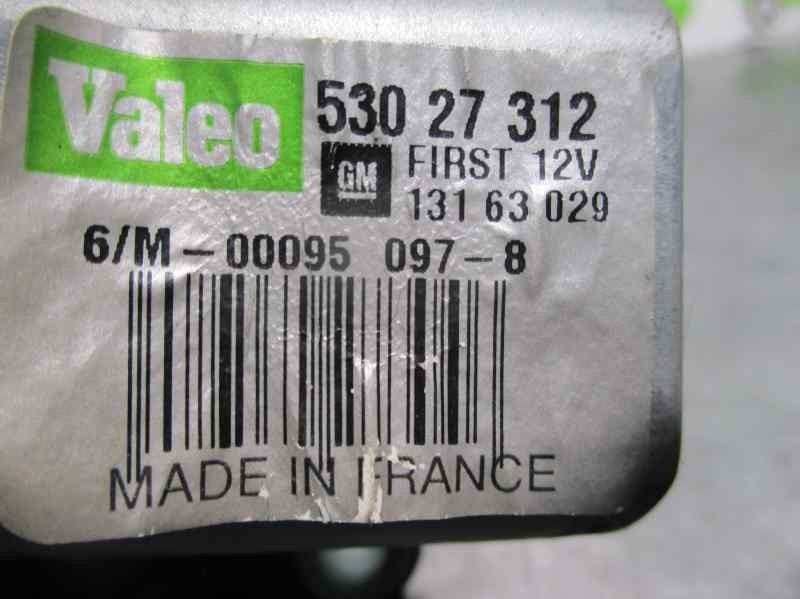 Valeo 530 27 312
GM FIRST 12V
131 63 029
6/M-00095 097-8
MADE IN FRANCE